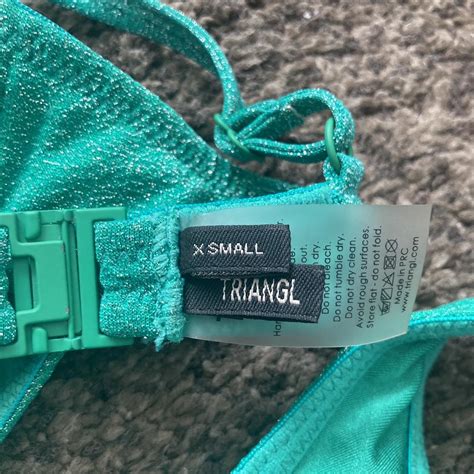 X SMALL
TRIANGL
Do not bleach.
Do not tumble dry.
Do not dry clean.
Avoid rough surfaces.
Store flat - do not fold.
Made in PRC
www.triangl.com